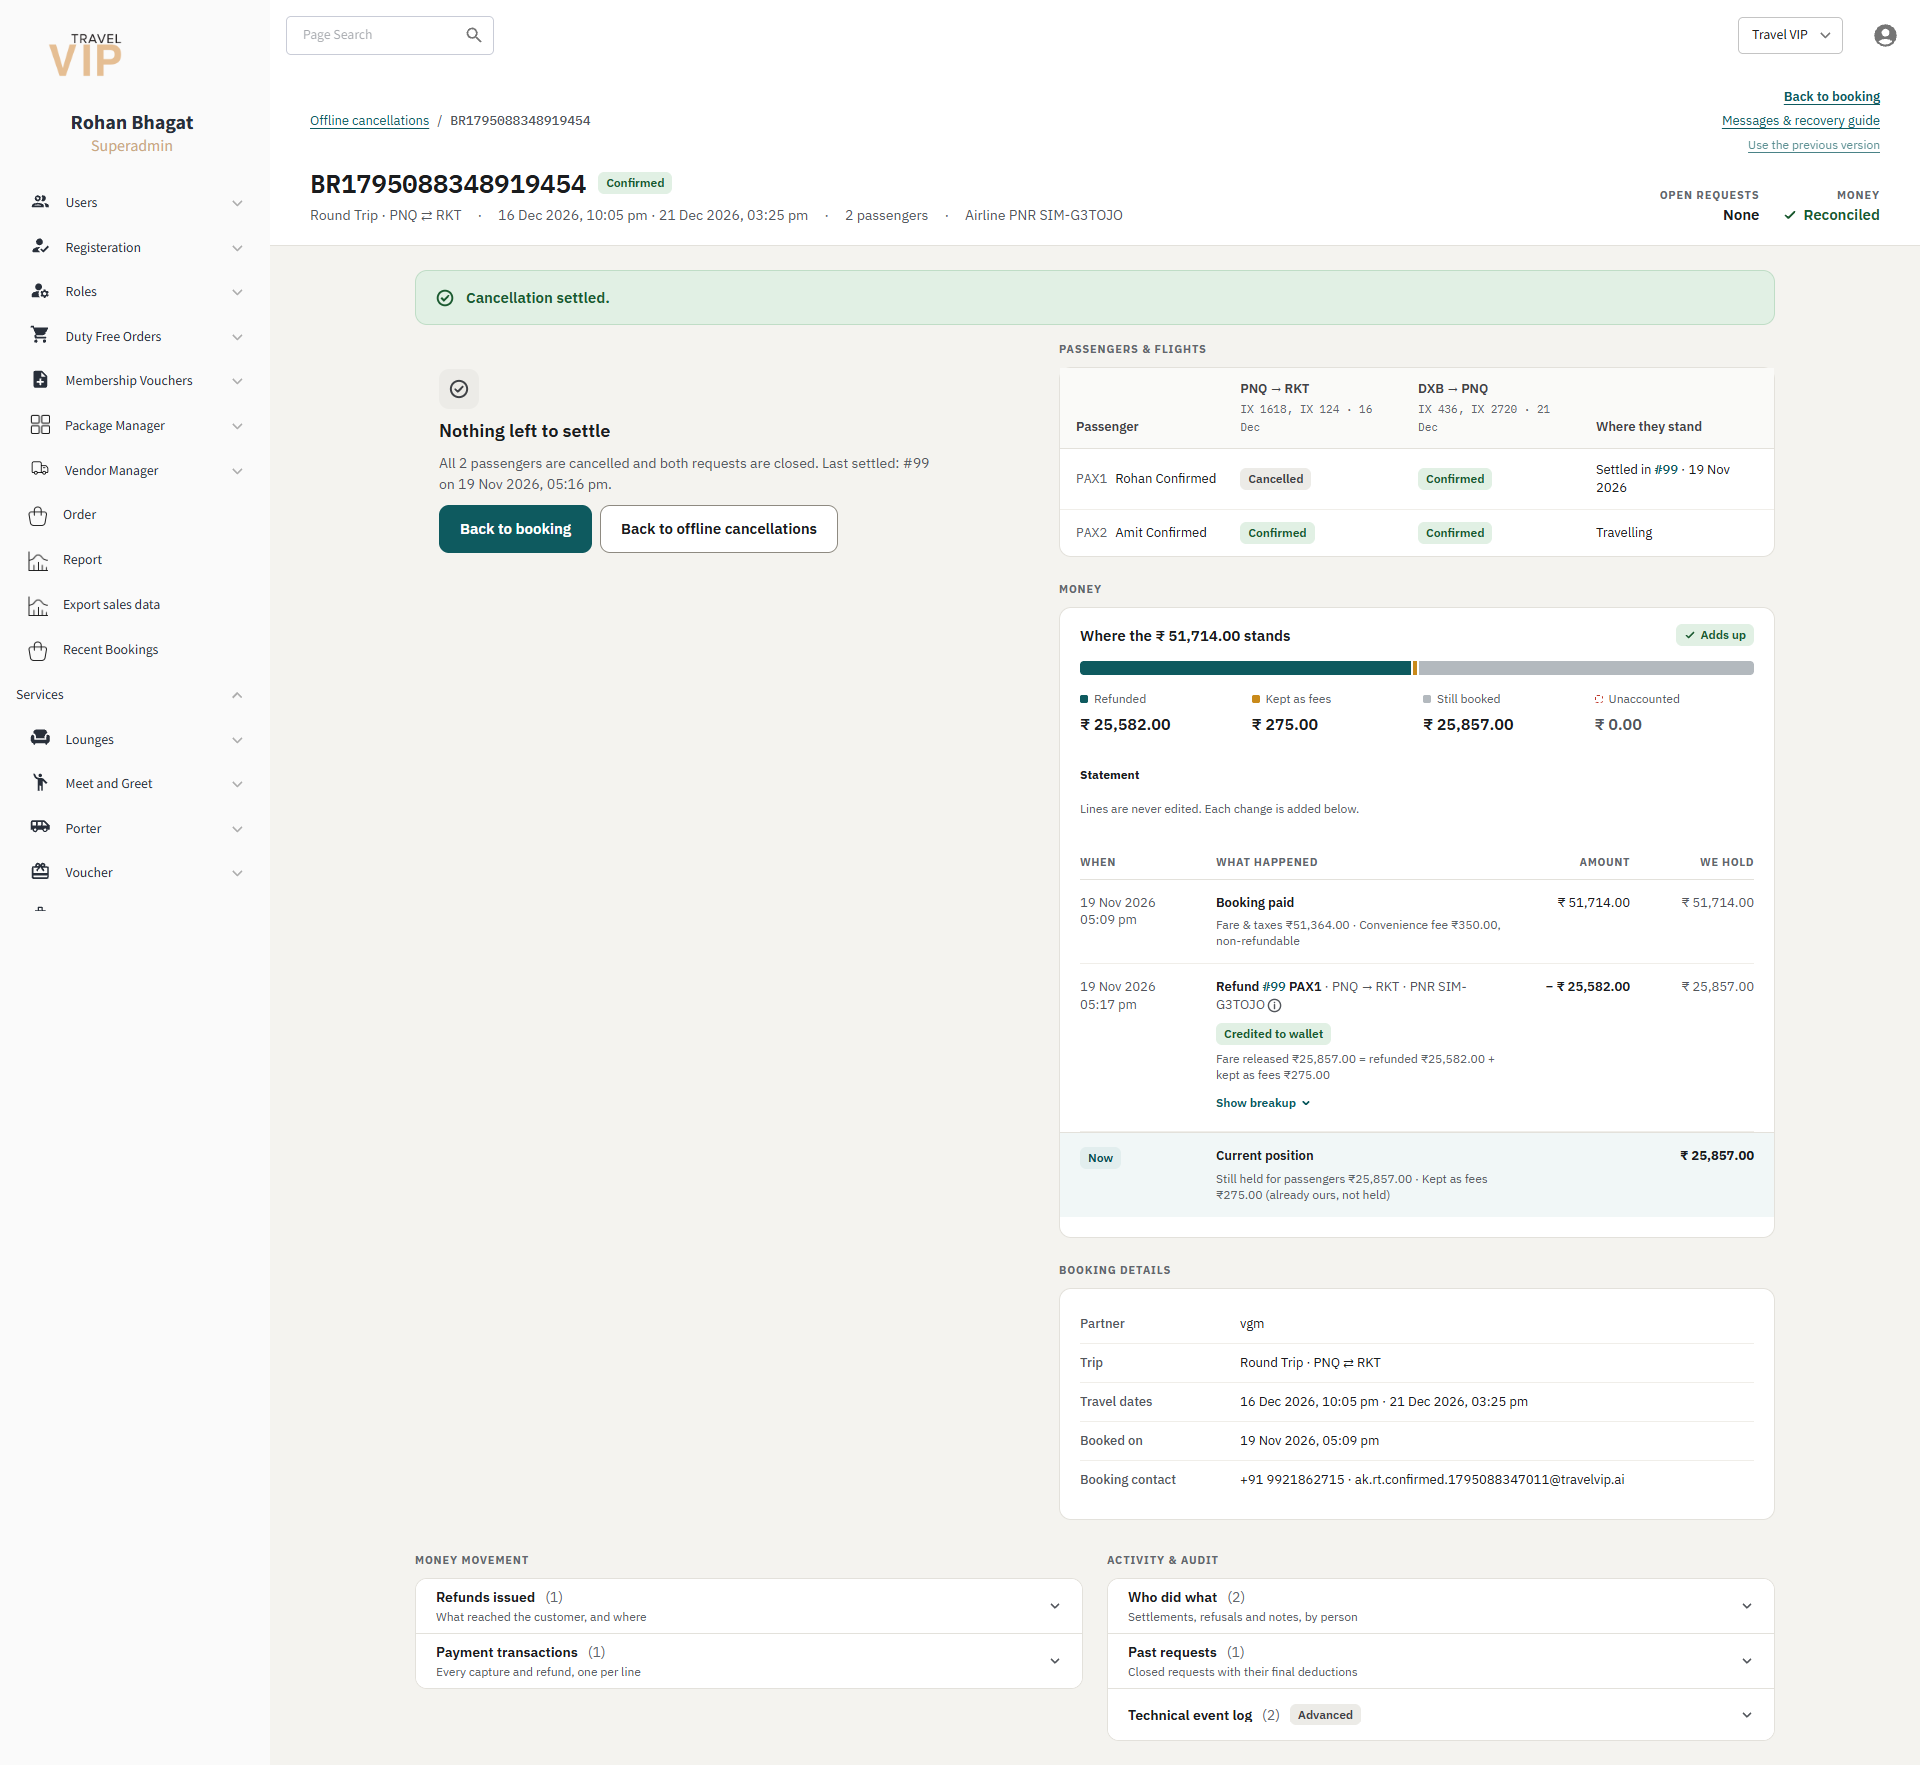 TRAVEL
VIP
Rohan Bhagat
Superadmin
Users
Registeration
Roles
Duty Free Orders
Membership Vouchers
Package Manager
Vendor Manager
Order
Report
Export sales data
Recent Bookings
Services
Lounges
Meet and Greet
Porter
Voucher
Page Search
Travel VIP
Offline cancellations / BR1795088348919454
Back to booking
Messages & recovery guide
Use the previous version
BR1795088348919454 Confirmed
Round Trip · PNQ ⇄ RKT · 16 Dec 2026, 10:05 pm · 21 Dec 2026, 03:25 pm · 2 passengers · Airline PNR SIM-G3TOJO
OPEN REQUESTS
None
MONEY
Reconciled
Cancellation settled.
Nothing left to settle
All 2 passengers are cancelled and both requests are closed. Last settled: #99
on 19 Nov 2026, 05:16 pm.
Back to booking
Back to offline cancellations
PASSENGERS & FLIGHTS
Passenger
PNQ → RKT
IX 1618, IX 124 · 16
Dec
DXB → PNQ
IX 436, IX 2720 · 21
Dec
Where they stand
PAX1 Rohan Confirmed
Cancelled
Confirmed
Settled in #99 · 19 Nov
2026
PAX2 Amit Confirmed
Confirmed
Confirmed
Travelling
MONEY
Where the ₹ 51,714.00 stands
Adds up
Refunded
₹ 25,582.00
Kept as fees
₹ 275.00
Still booked
₹ 25,857.00
Unaccounted
₹ 0.00
Statement
Lines are never edited. Each change is added below.
WHEN WHAT HAPPENED AMOUNT WE HOLD
19 Nov 2026
05:09 pm
Booking paid
Fare & taxes ₹51,364.00 · Convenience fee ₹350.00,
non-refundable
₹ 51,714.00
₹ 51,714.00
19 Nov 2026
05:17 pm
Refund #99 PAX1 · PNQ → RKT · PNR SIM-
G3TOJO
Credited to wallet
Fare released ₹25,857.00 = refunded ₹25,582.00 +
kept as fees ₹275.00
Show breakup
− ₹ 25,582.00
₹ 25,857.00
Now
Current position
Still held for passengers ₹25,857.00 · Kept as fees
₹275.00 (already ours, not held)
₹ 25,857.00
BOOKING DETAILS
Partner vgm
Trip Round Trip · PNQ ⇄ RKT
Travel dates 16 Dec 2026, 10:05 pm · 21 Dec 2026, 03:25 pm
Booked on 19 Nov 2026, 05:09 pm
Booking contact +91 9921862715 · ak.rt.confirmed.1795088347011@travelvip.ai
MONEY MOVEMENT
Refunds issued (1)
What reached the customer, and where
Payment transactions (1)
Every capture and refund, one per line
ACTIVITY & AUDIT
Who did what (2)
Settlements, refusals and notes, by person
Past requests (1)
Closed requests with their final deductions
Technical event log (2) Advanced